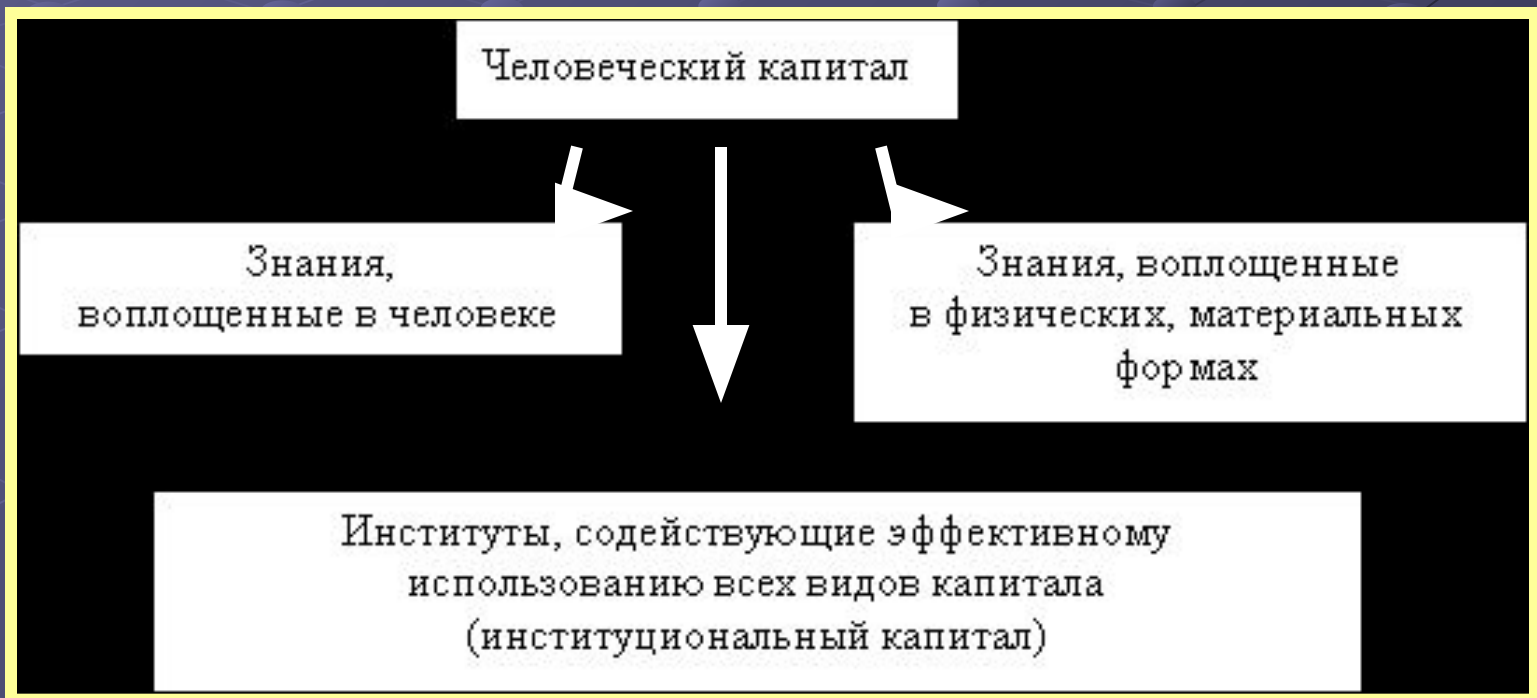 Человеческий капитал
Знания,
воплощенные в человеке
Знания, воплощенные
в физических, материальных
формах
Институты, содействующие эффективному
использованию всех видов капитала
(институциональный капитал)